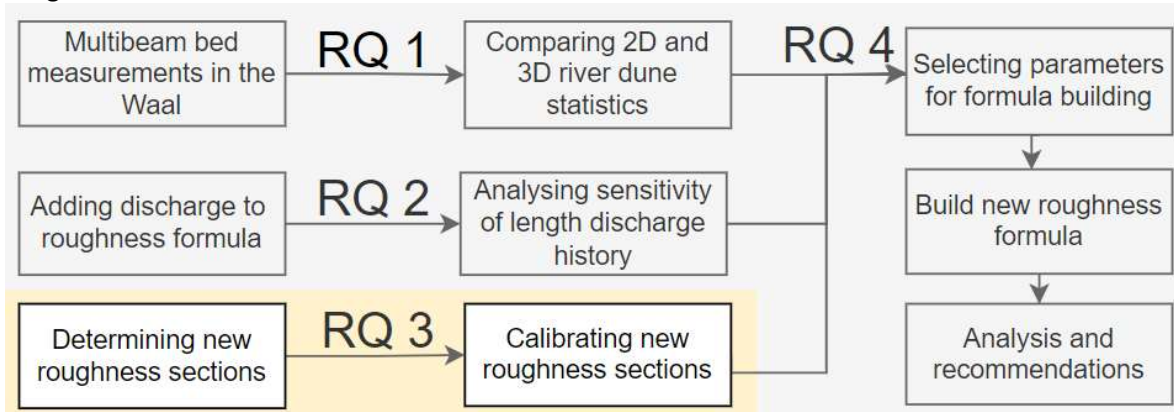 Multibeam bed
measurements in the
Waal
RQ 1
Comparing 2D and
3D river dune
statistics
RQ 4
Selecting parameters
for formula building
Adding discharge to
roughness formula
RQ 2
Analysing sensitivity
of length discharge
history
Build new roughness
formula
Determining new
roughness sections
RQ 3
Calibrating new
roughness sections
Analysis and
recommendations